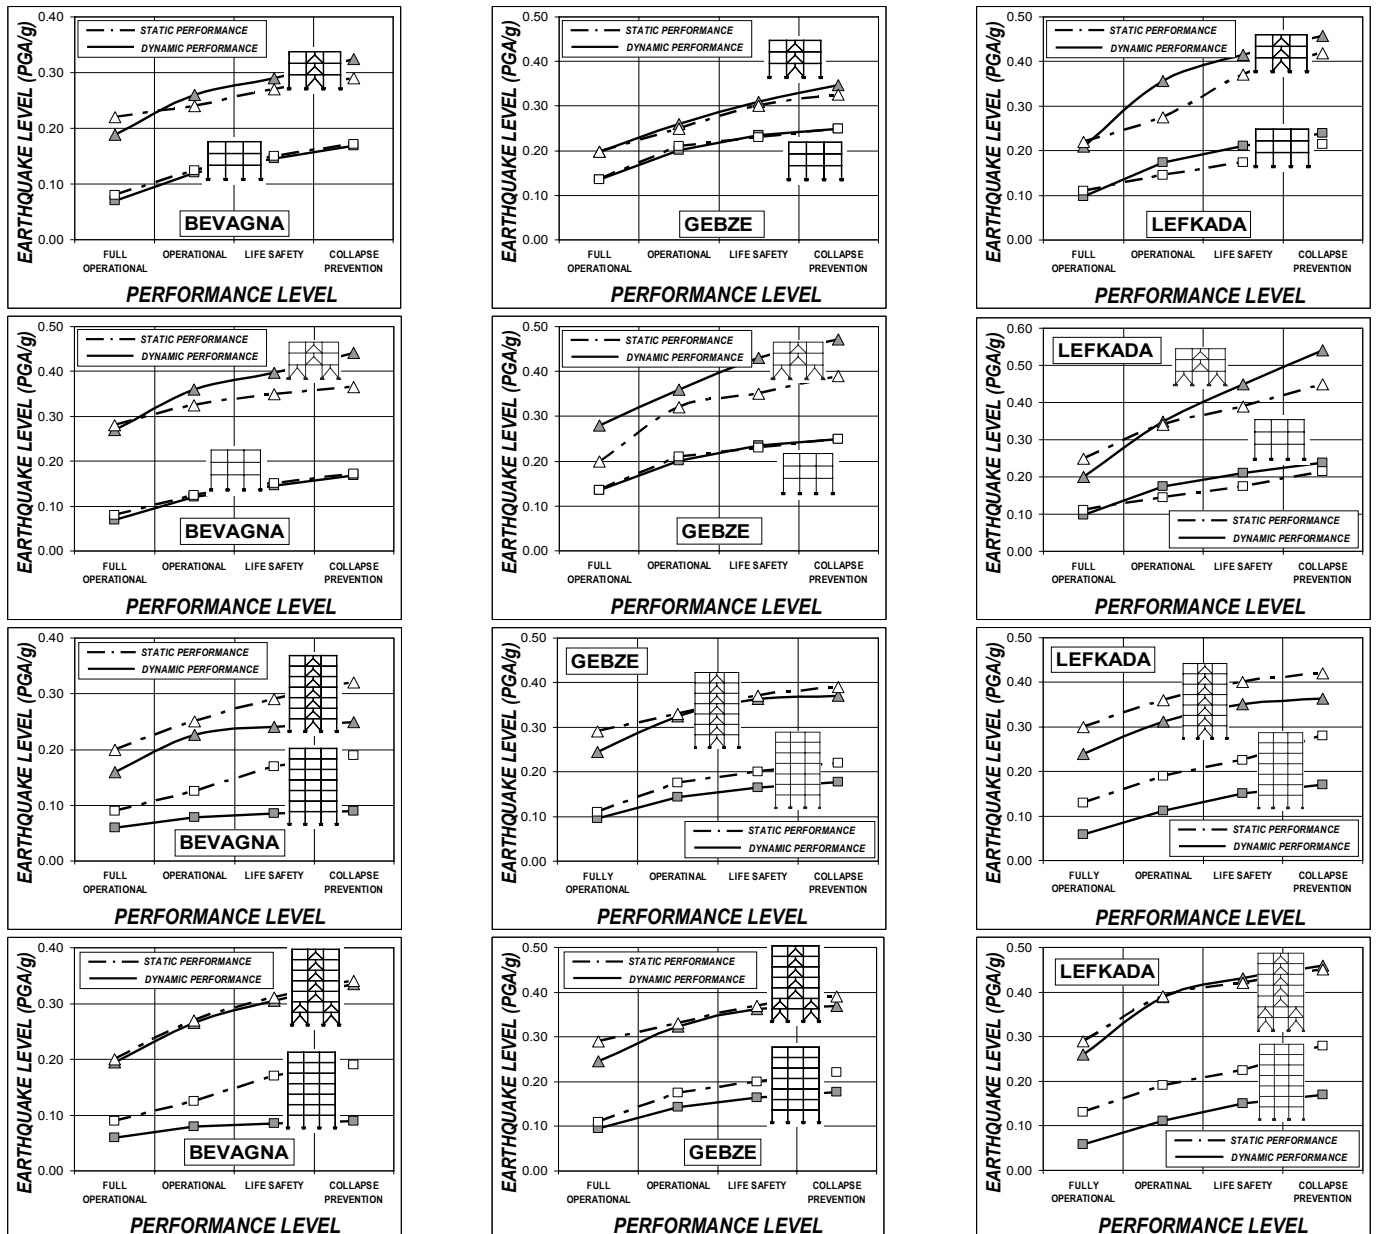 EARTHQUAKE LEVEL (PGA/g)
0.40
0.30
0.20
0.10
0.00
STATIC PERFORMANCE
DYNAMIC PERFORMANCE
BEVAGNA
FULL OPERATIONAL LIFE SAFETY COLLAPSE
OPERATIONAL PREVENTION
PERFORMANCE LEVEL
EARTHQUAKE LEVEL (PGA/g)
0.50
0.40
0.30
0.20
0.10
0.00
STATIC PERFORMANCE
DYNAMIC PERFORMANCE
GEBZE
FULL OPERATIONAL LIFE SAFETY COLLAPSE
OPERATIONAL PREVENTION
PERFORMANCE LEVEL
EARTHQUAKE LEVEL (PGA/g)
0.50
0.40
0.30
0.20
0.10
0.00
STATIC PERFORMANCE
DYNAMIC PERFORMANCE
LEFKADA
FULL OPERATIONAL LIFE SAFETY COLLAPSE
OPERATIONAL PREVENTION
PERFORMANCE LEVEL
EARTHQUAKE LEVEL (PGA/g)
0.50
0.40
0.30
0.20
0.10
0.00
STATIC PERFORMANCE
DYNAMIC PERFORMANCE
BEVAGNA
FULL OPERATIONAL LIFE SAFETY COLLAPSE
OPERATIONAL PREVENTION
PERFORMANCE LEVEL
EARTHQUAKE LEVEL (PGA/g)
0.50
0.40
0.30
0.20
0.10
0.00
STATIC PERFORMANCE
DYNAMIC PERFORMANCE
GEBZE
FULL OPERATIONAL LIFE SAFETY COLLAPSE
OPERATIONAL PREVENTION
PERFORMANCE LEVEL
EARTHQUAKE LEVEL (PGA/g)
0.60
0.50
0.40
0.30
0.20
0.10
0.00
LEFKADA
STATIC PERFORMANCE
DYNAMIC PERFORMANCE
FULL OPERATIONAL LIFE SAFETY COLLAPSE
OPERATIONAL PREVENTION
PERFORMANCE LEVEL
EARTHQUAKE LEVEL (PGA/g)
0.40
0.30
0.20
0.10
0.00
STATIC PERFORMANCE
DYNAMIC PERFORMANCE
BEVAGNA
FULL OPERATIONAL LIFE SAFETY COLLAPSE
OPERATIONAL PREVENTION
PERFORMANCE LEVEL
EARTHQUAKE LEVEL (PGA/g)
0.50
0.40
0.30
0.20
0.10
0.00
GEBZE
STATIC PERFORMANCE
DYNAMIC PERFORMANCE
FULLY OPERATINAL LIFE SAFETY COLLAPSE
OPERATIONAL PREVENTION
PERFORMANCE LEVEL
EARTHQUAKE LEVEL (PGA/g)
0.50
0.40
0.30
0.20
0.10
0.00
LEFKADA
STATIC PERFORMANCE
DYNAMIC PERFORMANCE
FULLY OPERATINAL LIFE SAFETY COLLAPSE
OPERATIONAL PREVENTION
PERFORMANCE LEVEL
EARTHQUAKE LEVEL (PGA/g)
0.40
0.30
0.20
0.10
0.00
STATIC PERFORMANCE
DYNAMIC PERFORMANCE
BEVAGNA
FULL OPERATIONAL LIFE SAFETY COLLAPSE
OPERATIONAL PREVENTION
PERFORMANCE LEVEL
EARTHQUAKE LEVEL (PGA/g)
0.50
0.40
0.30
0.20
0.10
0.00
STATIC PERFORMANCE
DYNAMIC PERFORMANCE
GEBZE
FULL OPERATINAL LIFE SAFETY COLLAPSE
OPERATIONAL PREVENTION
PERFORMANCE LEVEL
EARTHQUAKE LEVEL (PGA/g)
0.50
0.40
0.30
0.20
0.10
0.00
LEFKADA
STATIC PERFORMANCE
DYNAMIC PERFORMANCE
FULLY OPERATINAL LIFE SAFETY COLLAPSE
OPERATIONAL PREVENTION
PERFORMANCE LEVEL